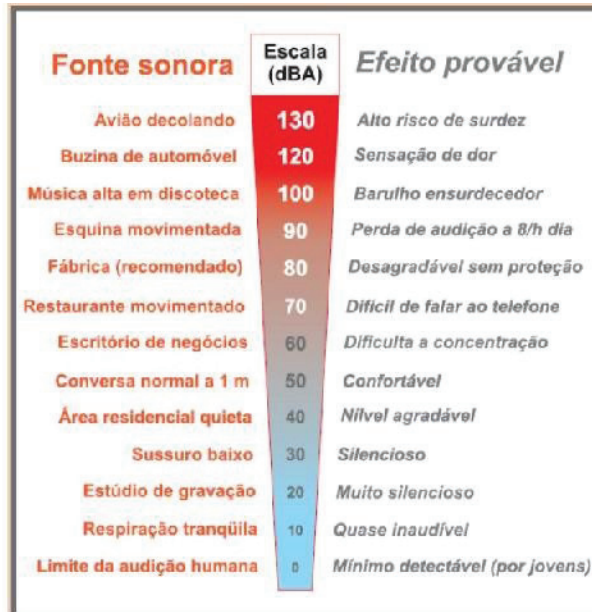 Fonte sonora Escala (dBA) Efeito provável
Avião decolando 130 Alto risco de surdez
Buzina de automóvel 120 Sensação de dor
Música alta em discoteca 100 Barulho ensurdecedor
Esquina movimentada 90 Perda de audição a 8/h dia
Fábrica (recomendado) 80 Desagradável sem proteção
Restaurante movimentado 70 Difícil de falar ao telefone
Escritório de negócios 60 Dificulta a concentração
Conversa normal a 1 m 50 Confortável
Área residencial quieta 40 Nílvel agradável
Sussuro baixo 30 Silencioso
Estúdio de gravação 20 Muito silencioso
Respiração tranqüila 10 Quase inaudível
Limite da audição humana 0 Mínimo detectável (por jovens)